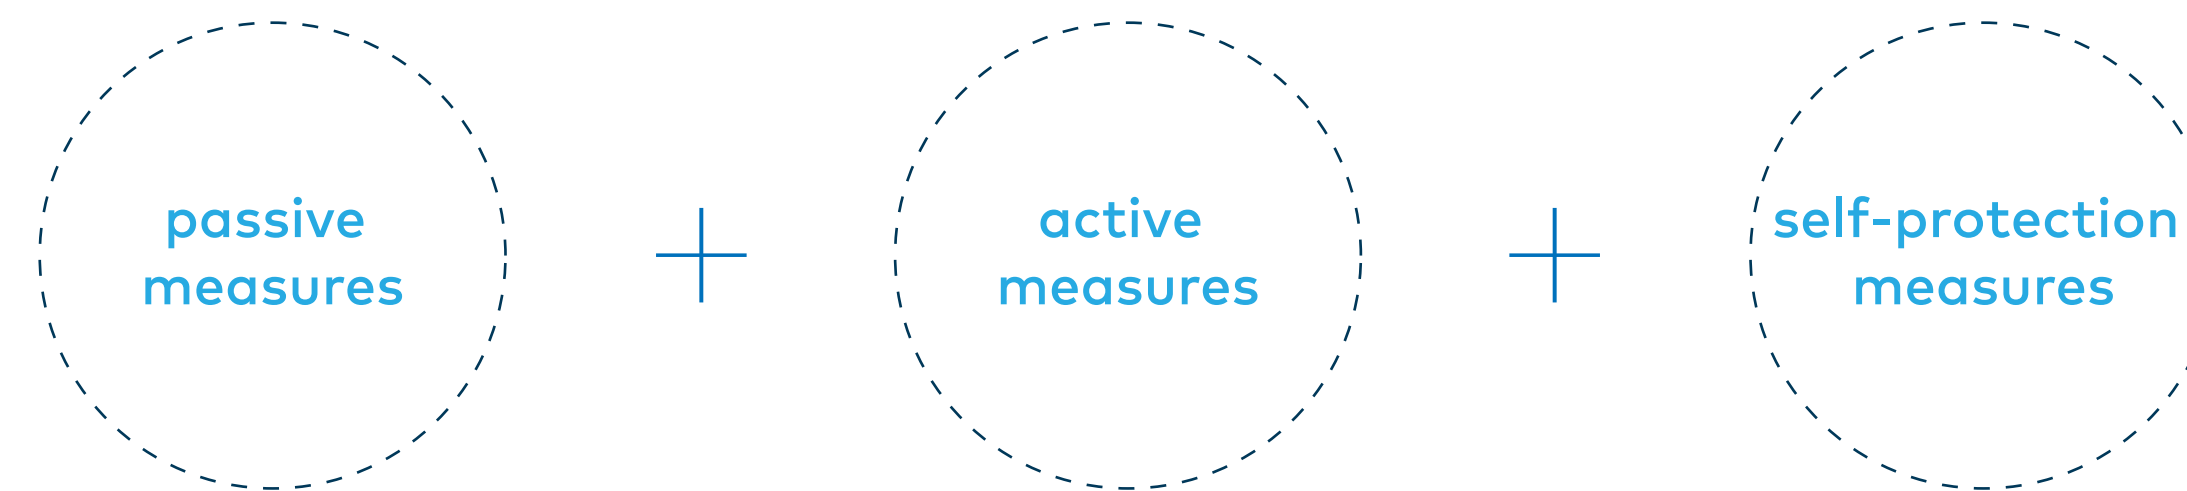 passive
measures
active
measures
self-protection
measures